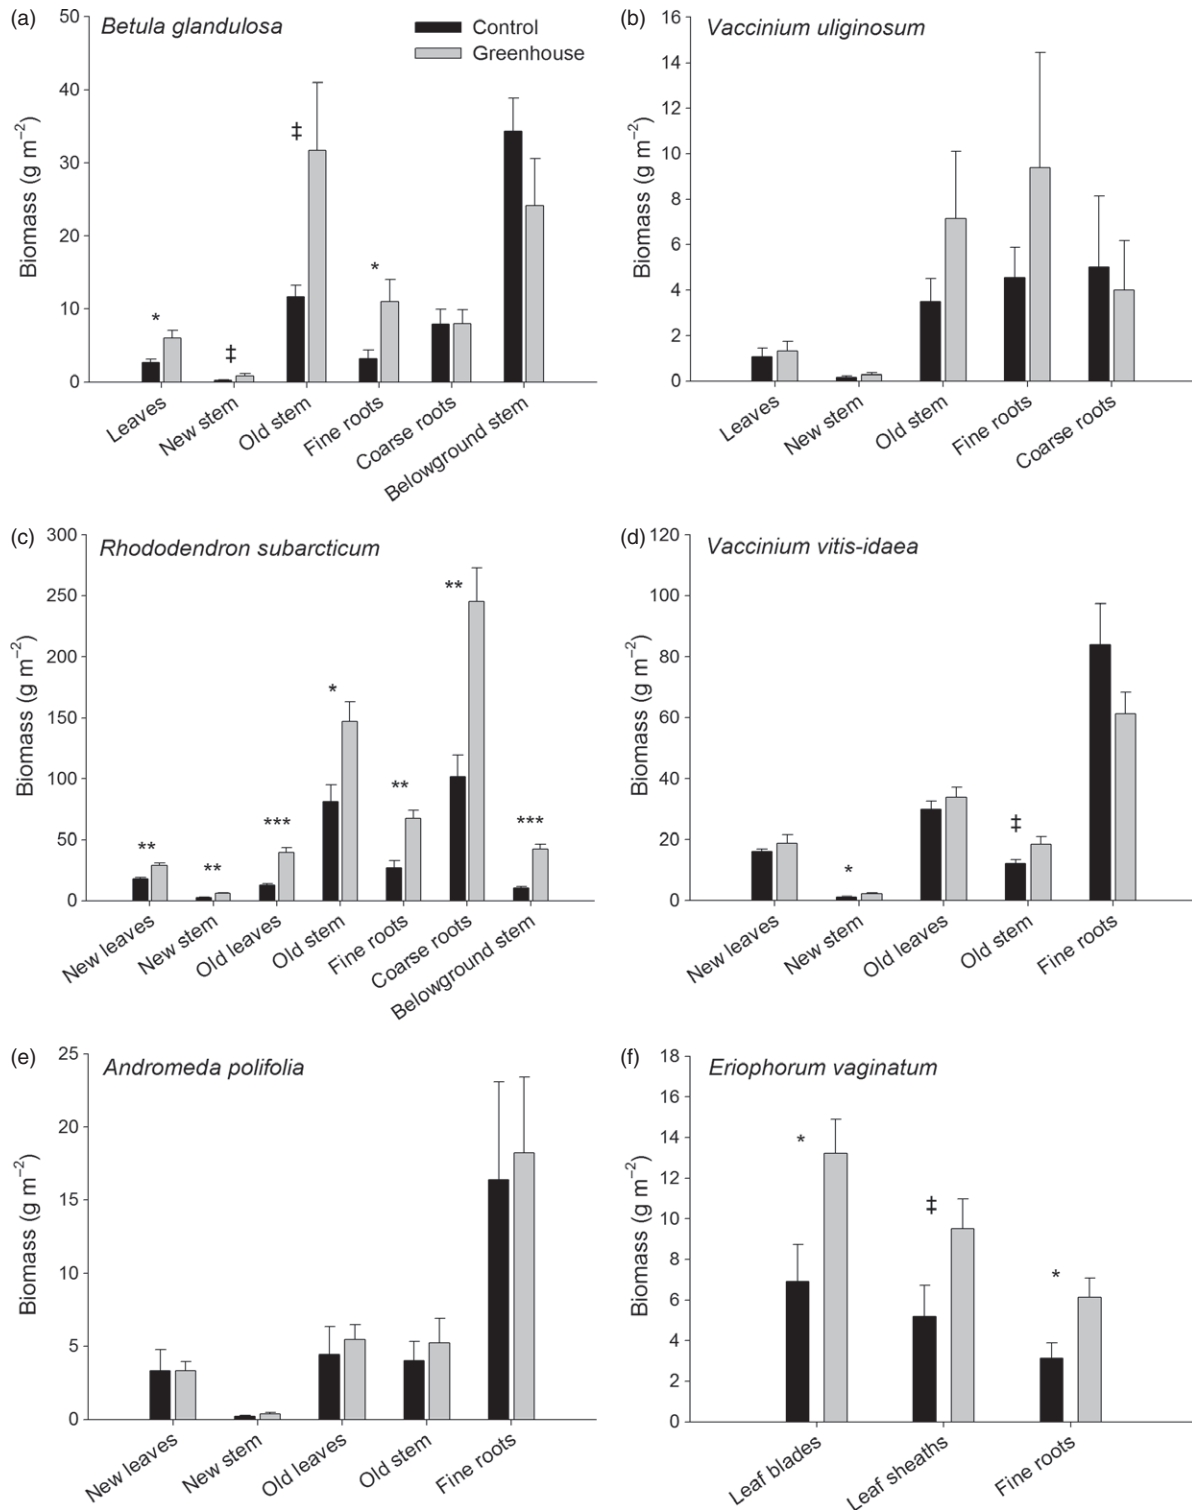 (a)
Betula glandulosa
Control
Greenhouse
Biomass (g m⁻²)
50
40
30
20
10
0
*
‡
‡
*
Leaves
New stem
Old stem
Fine roots
Coarse roots
Belowground stem
(b)
Vaccinium uliginosum
Biomass (g m⁻²)
16
14
12
10
8
6
4
2
0
Leaves
New stem
Old stem
Fine roots
Coarse roots
(c)
Rhododendron subarcticum
Biomass (g m⁻²)
300
250
200
150
100
50
0
**
**
***
*
**
**
***
New leaves
New stem
Old leaves
Old stem
Fine roots
Coarse roots
Belowground stem
(d)
Vaccinium vitis-idaea
Biomass (g m⁻²)
120
100
80
60
40
20
0
*
‡
New leaves
New stem
Old leaves
Old stem
Fine roots
(e)
Andromeda polifolia
Biomass (g m⁻²)
25
20
15
10
5
0
New leaves
New stem
Old leaves
Old stem
Fine roots
(f)
Eriophorum vaginatum
Biomass (g m⁻²)
18
16
14
12
10
8
6
4
2
0
*
‡
*
Leaf blades
Leaf sheaths
Fine roots